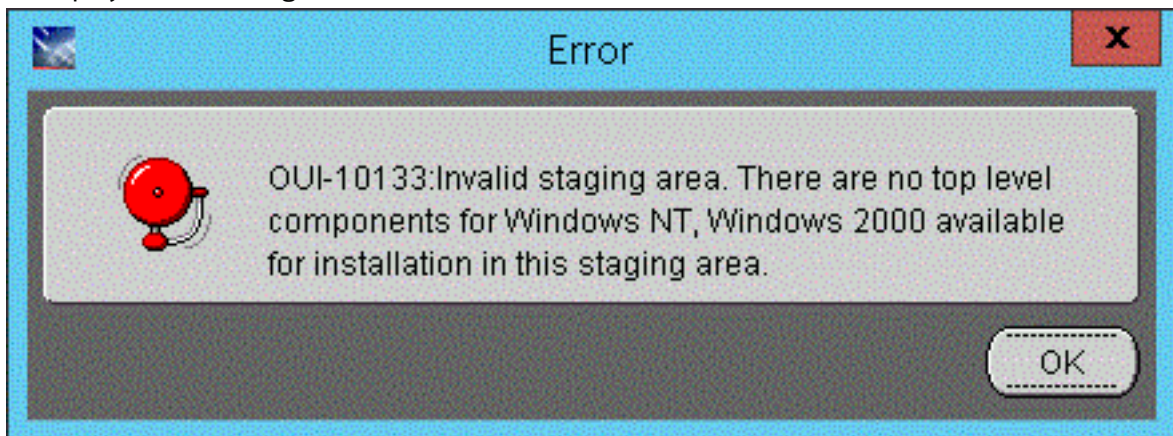 Error
x
OUI-10133:Invalid staging area. There are no top level
components for Windows NT, Windows 2000 available
for installation in this staging area.
OK